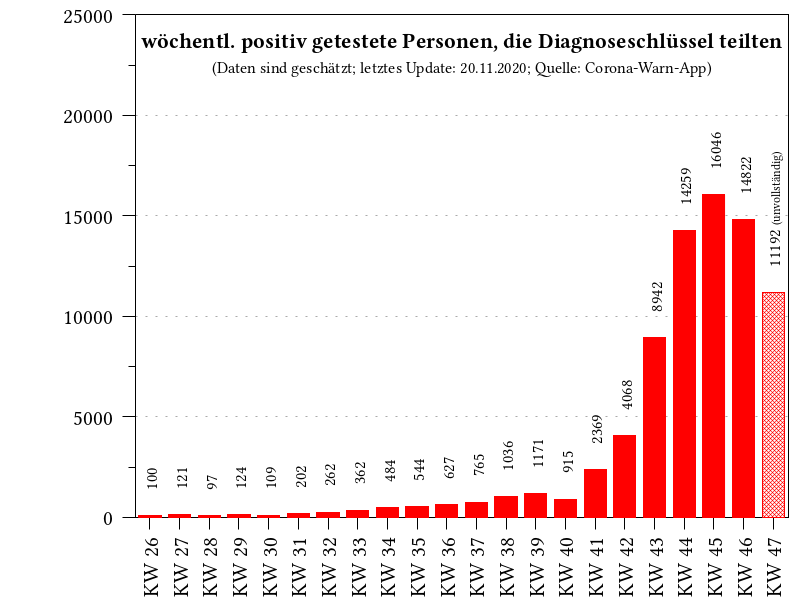 wöchentl. positiv getestete Personen, die Diagnoseschlüssel teilten
(Daten sind geschätzt; letztes Update: 20.11.2020; Quelle: Corona-Warn-App)
25000
20000
15000
10000
5000
0
100
121
97
124
109
202
262
362
484
544
627
765
1036
1171
915
2369
4068
8942
14259
16046
14822
11192 (unvollständig)
KW 26
KW 27
KW 28
KW 29
KW 30
KW 31
KW 32
KW 33
KW 34
KW 35
KW 36
KW 37
KW 38
KW 39
KW 40
KW 41
KW 42
KW 43
KW 44
KW 45
KW 46
KW 47